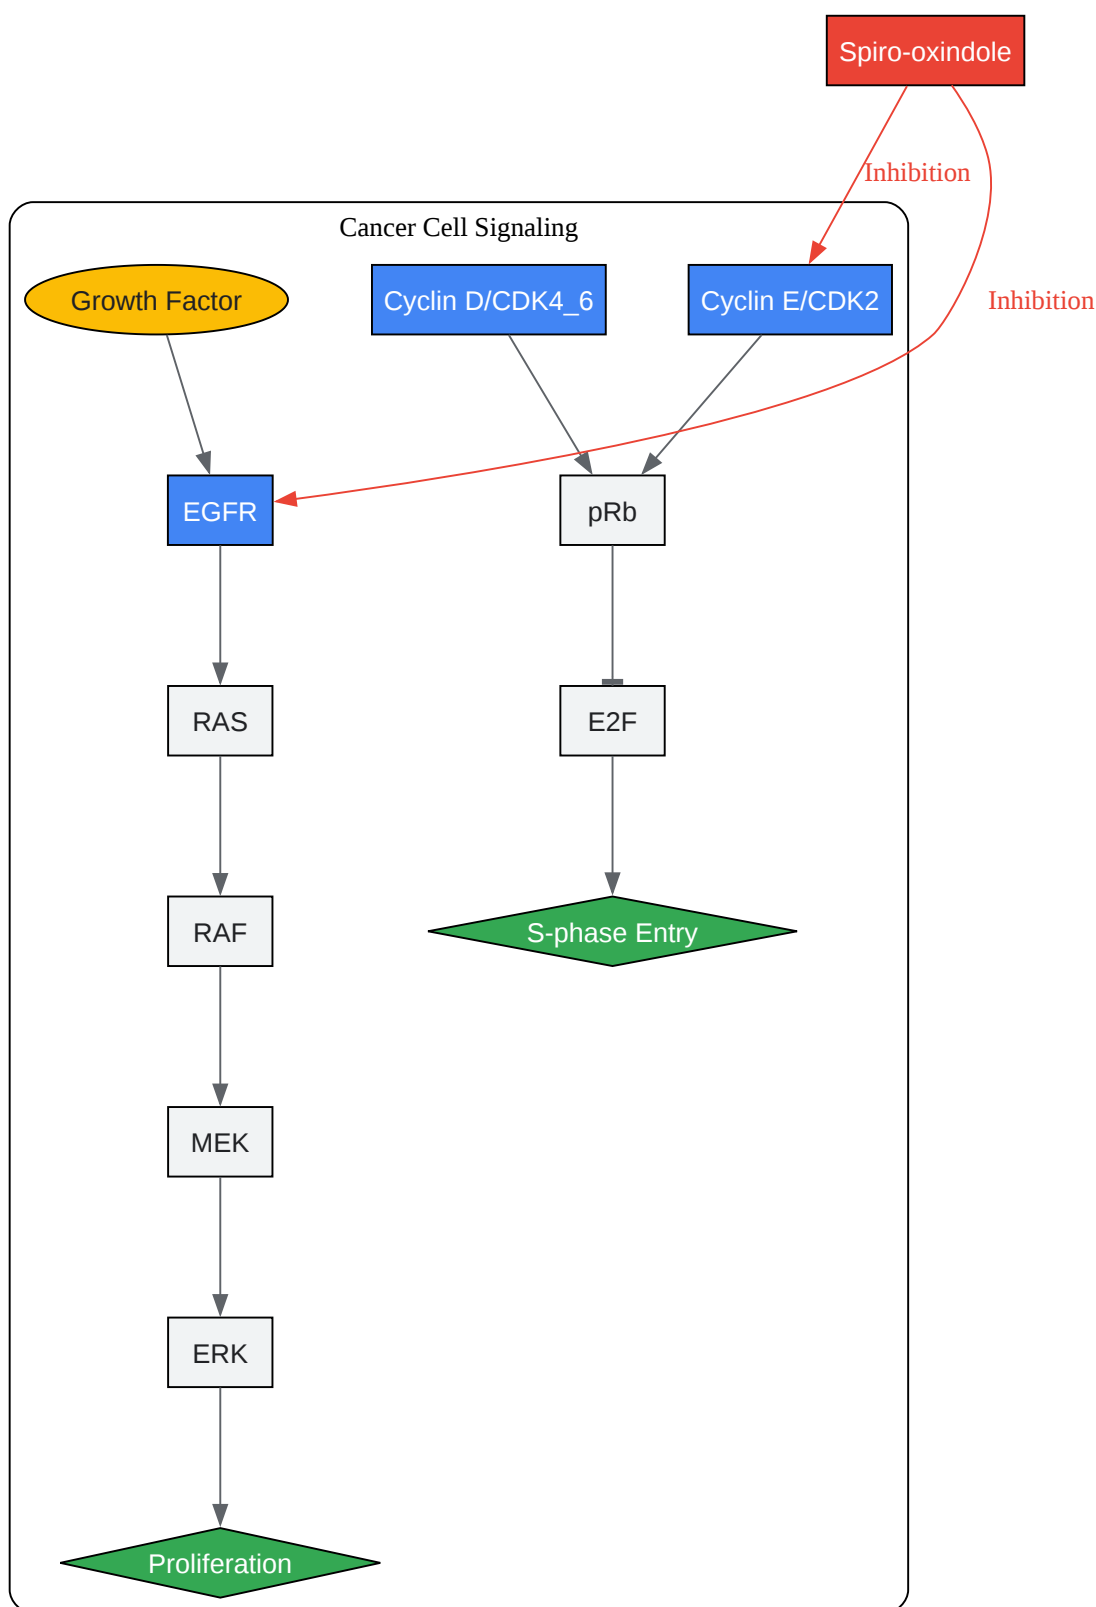 Spiro-oxindole
Inhibition
Cancer Cell Signaling
Growth Factor
Cyclin D/CDK4_6
Cyclin E/CDK2
Inhibition
EGFR
pRb
RAS
E2F
RAF
S-phase Entry
MEK
ERK
Proliferation